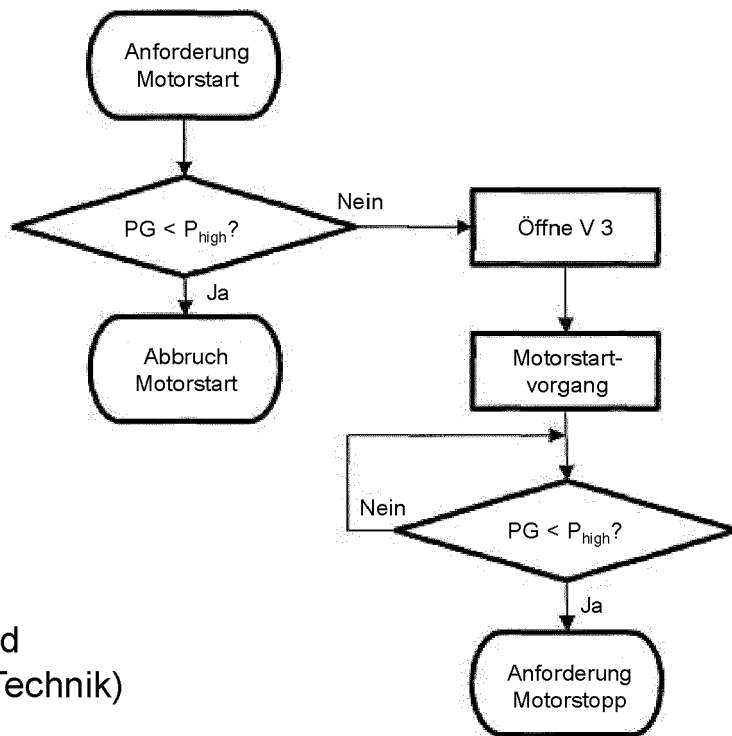 Anforderung
Motorstart
PG < Phigh?
Nein
Ja
Abbruch
Motorstart
Öffne V 3
Motorstart-
vorgang
Nein
PG < Phigh?
Ja
Anforderung
Motorstopp
d
Technik)